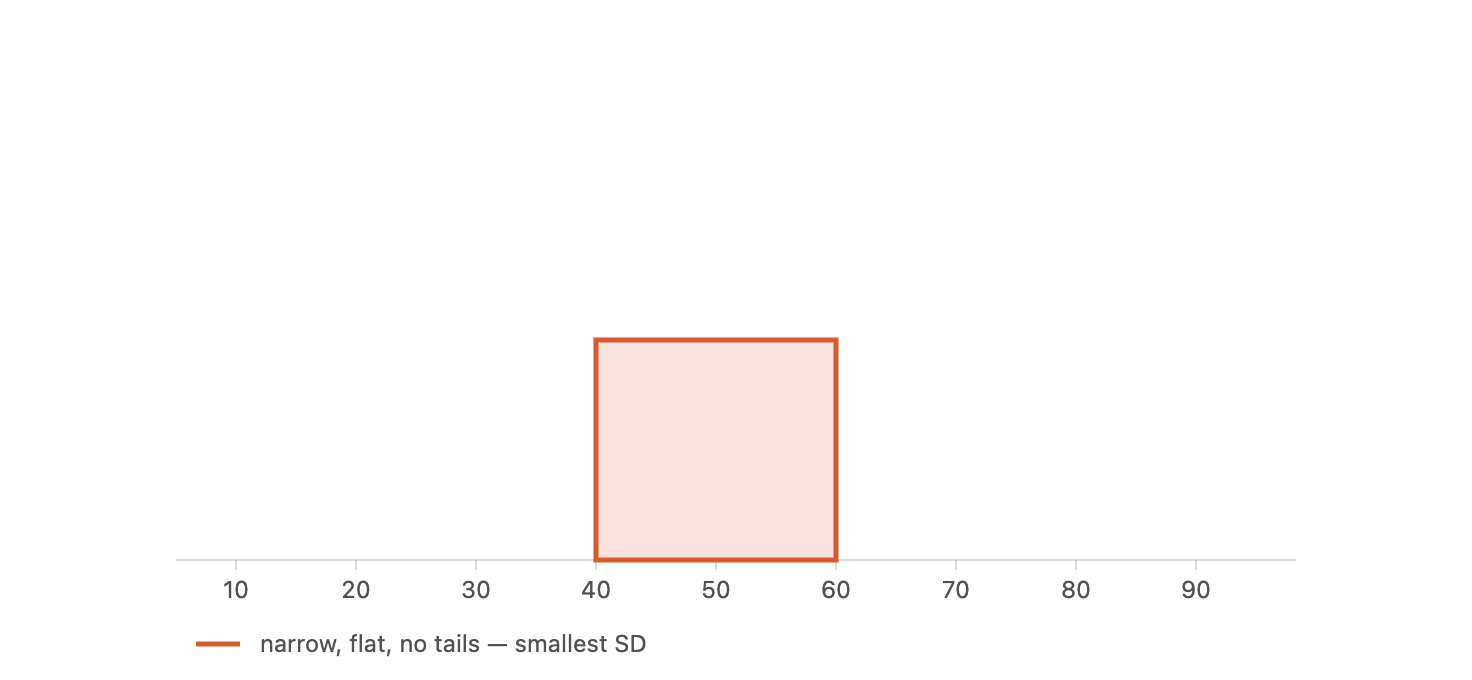 10 20 30 40 50 60 70 80 90
narrow, flat, no tails — smallest SD